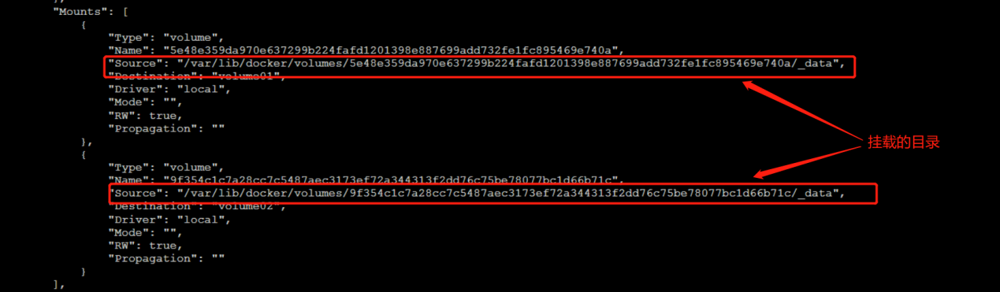 },
"Mounts": [
{
"Type": "volume",
"Name": "5e48e359da970e637299b224fafd1201398e887699add732fe1fc895469e740a",
"Source": "/var/lib/docker/volumes/5e48e359da970e637299b224fafd1201398e887699add732fe1fc895469e740a/_data",
"Destination": "volume01",
"Driver": "local",
"Mode": "",
"RW": true,
"Propagation": ""
},
挂载的目录
{
"Type": "volume",
"Name": "9f354c1c7a28cc7c5487aec3173ef72a344313f2dd76c75be78077bc1d66b71c",
"Source": "/var/lib/docker/volumes/9f354c1c7a28cc7c5487aec3173ef72a344313f2dd76c75be78077bc1d66b71c/_data",
"Destination": "volume02",
"Driver": "local",
"Mode": "",
"RW": true,
"Propagation": ""
}
],